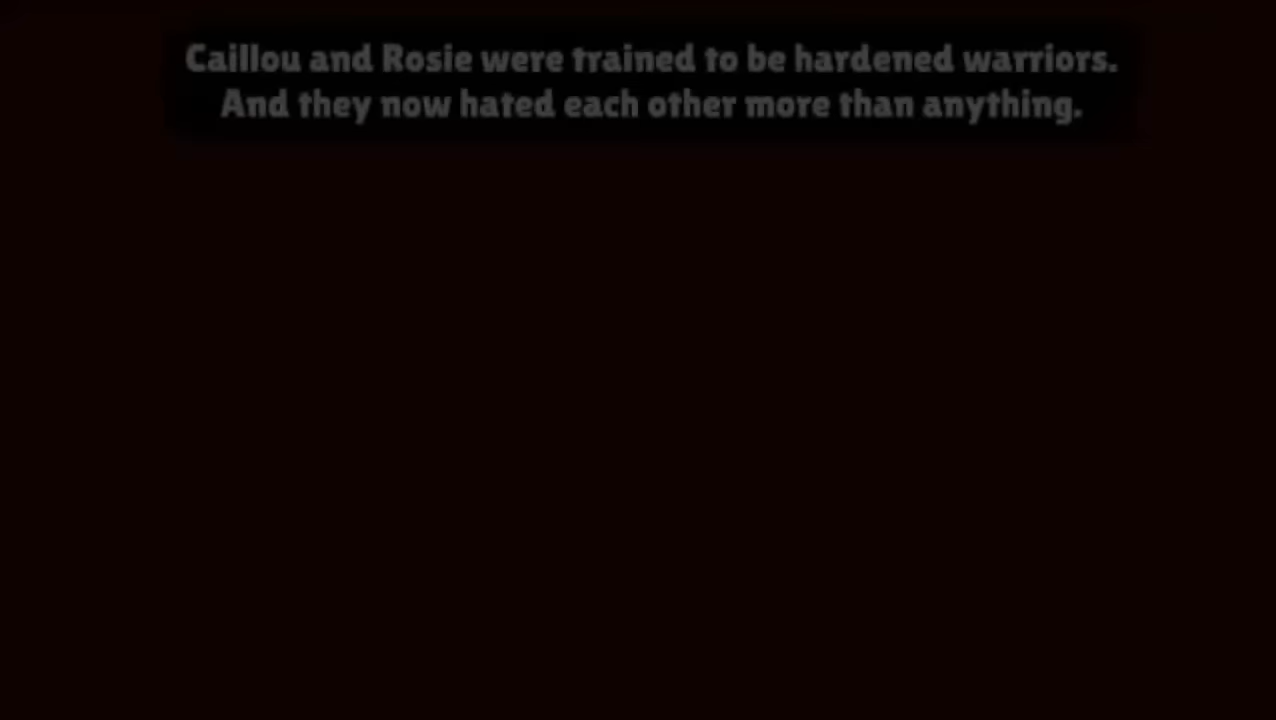 Caillou and Rosie were trained to be hardened warriors.
And they now hated each other more than anything.